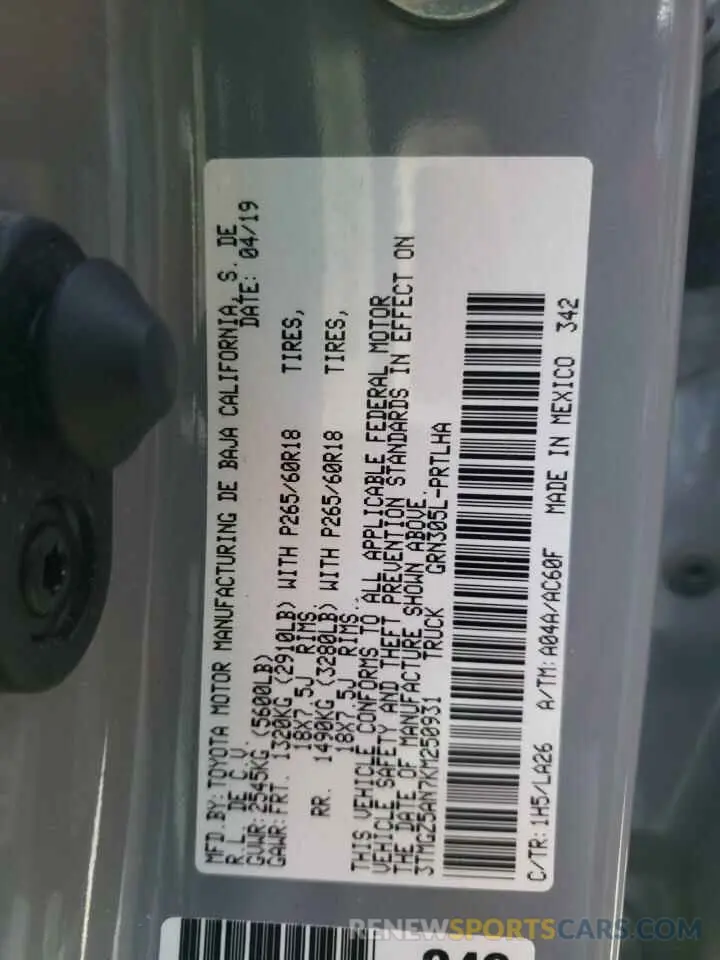 MFD BY: TOYOTA MOTOR MANUFACTURING DE BAJA CALIFORNIA, S. DE
R.L. DE C.V. DATE: 04/19
GVWR: 2545KG (5600LB)
GAWR: FRT. 1320KG (2910LB) WITH P265/60R18 TIRES,
18X7.5J RIMS,
RR. 1490KG (3280LB) WITH P265/60R18 TIRES,
18X7.5J RIMS,
THIS VEHICLE CONFORMS TO ALL APPLICABLE FEDERAL MOTOR
VEHICLE SAFETY AND THEFT PREVENTION STANDARDS IN EFFECT ON
THE DATE OF MANUFACTURE SHOWN ABOVE.
3TMGZ5AN7KM250931 TRUCK GRN305L-PRTLHA
C/TR: 1H5/LA26 A/TM: A04A/AC60F MADE IN MEXICO 342
RENEWSPORTSCARS.COM